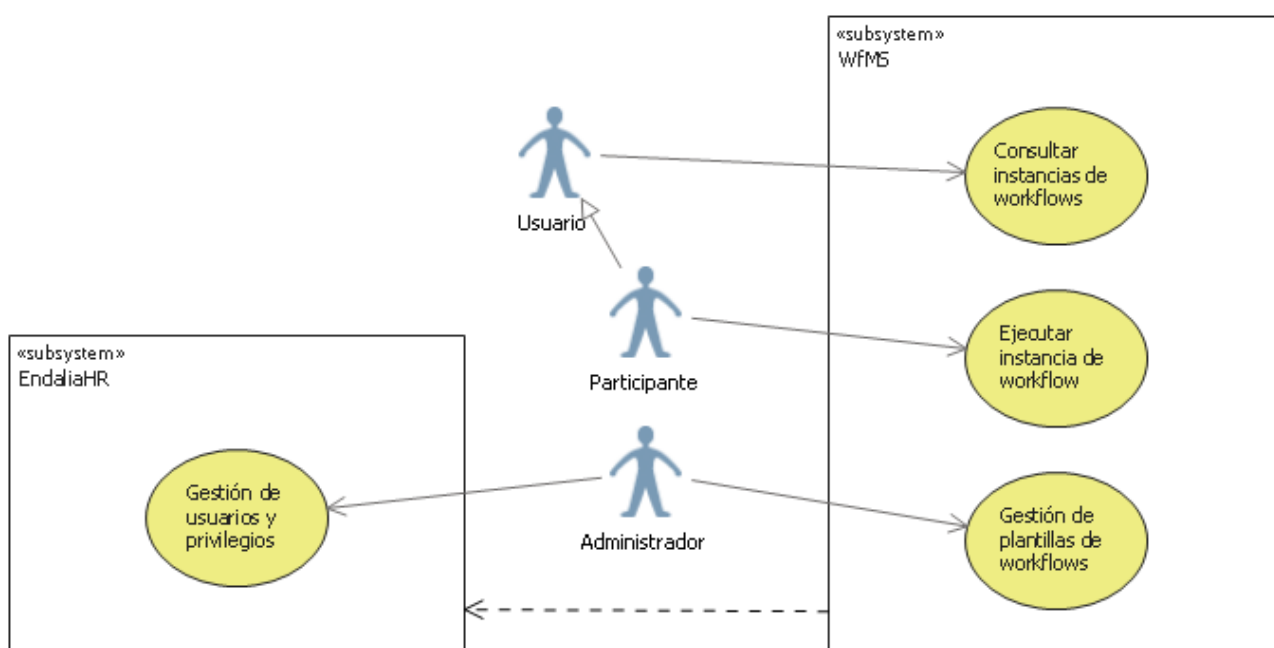 «subsystem»
WfMS
Consultar
instancias de
workflows
Usuario
Ejecutar
instancia de
workflow
Participante
«subsystem»
EndaliaHR
Gestión de
usuarios y
privilegios
Administrador
Gestión de
plantillas de
workflows